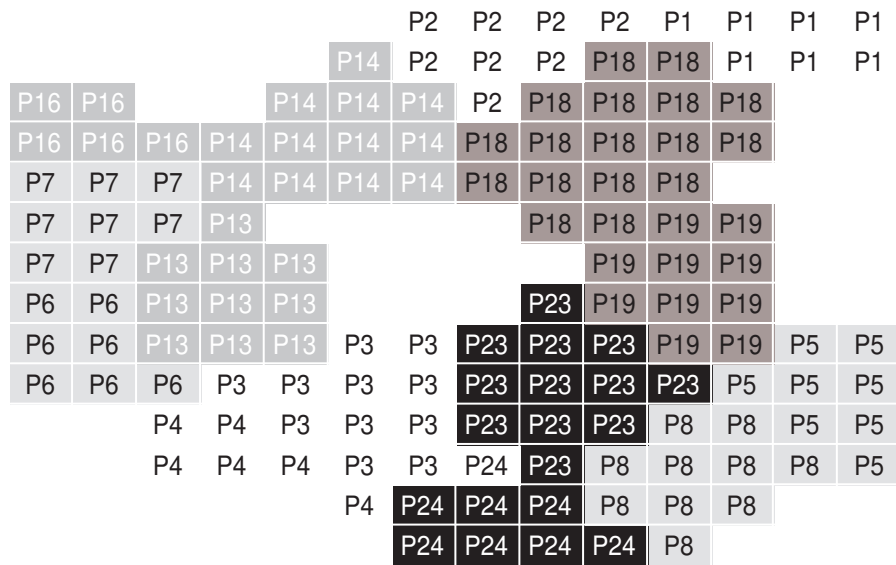 P2 P2 P2 P2 P1 P1 P1 P1
P14 P2 P2 P2 P18 P18 P1 P1 P1
P16 P16 P14 P14 P14 P2 P18 P18 P18 P18
P16 P16 P16 P14 P14 P14 P14 P18 P18 P18 P18 P18
P7 P7 P7 P14 P14 P14 P14 P18 P18 P18 P18
P7 P7 P7 P13 P18 P18 P19 P19
P7 P7 P13 P13 P13 P19 P19 P19
P6 P6 P13 P13 P13 P23 P19 P19 P19
P6 P6 P13 P13 P13 P3 P3 P23 P23 P23 P19 P19 P5 P5
P6 P6 P6 P3 P3 P3 P3 P23 P23 P23 P23 P5 P5 P5
P4 P4 P3 P3 P3 P23 P23 P23 P8 P8 P5 P5
P4 P4 P4 P3 P3 P24 P23 P8 P8 P8 P8 P5
P4 P24 P24 P24 P8 P8 P8
P24 P24 P24 P24 P8